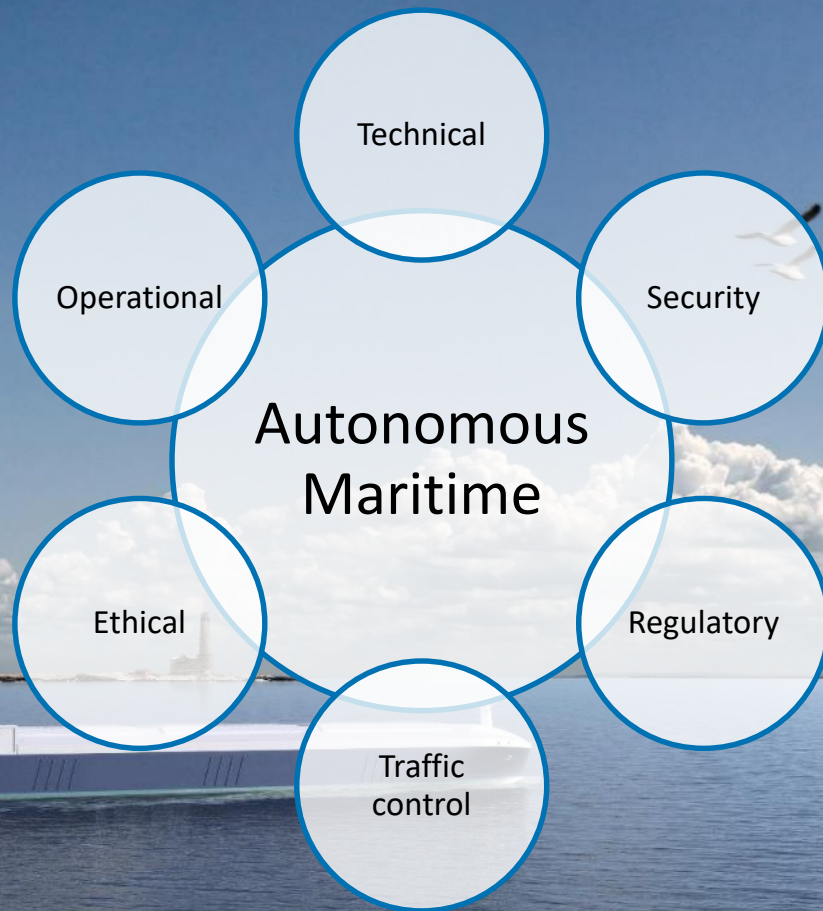 Technical
Operational
Security
Autonomous
Maritime
Ethical
Regulatory
Traffic
control